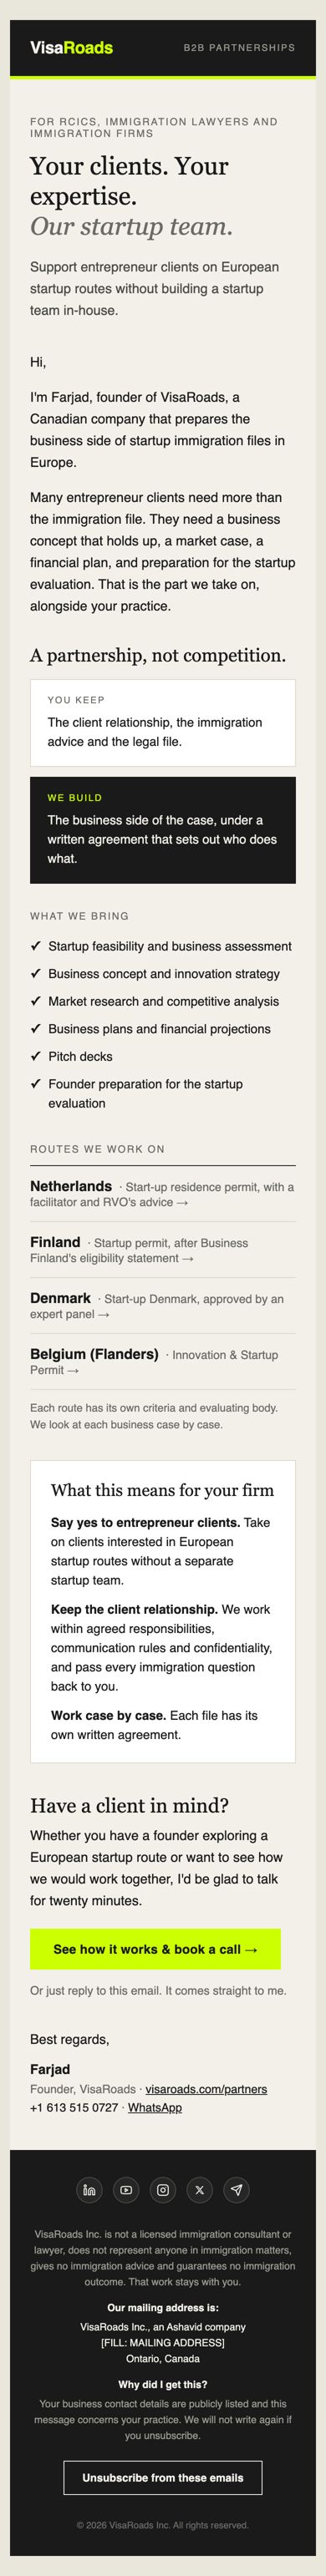 VisaRoads
B2B PARTNERSHIPS
FOR RCICS, IMMIGRATION LAWYERS AND
IMMIGRATION FIRMS
Your clients. Your
expertise.
Our startup team.
Support entrepreneur clients on European
startup routes without building a startup
team in-house.
Hi,
I'm Farjad, founder of VisaRoads, a
Canadian company that prepares the
business side of startup immigration files in
Europe.
Many entrepreneur clients need more than
the immigration file. They need a business
concept that holds up, a market case, a
financial plan, and preparation for the startup
evaluation. That is the part we take on,
alongside your practice.
A partnership, not competition.
YOU KEEP
The client relationship, the immigration
advice and the legal file.
WE BUILD
The business side of the case, under a
written agreement that sets out who does
what.
WHAT WE BRING
✓ Startup feasibility and business assessment
✓ Business concept and innovation strategy
✓ Market research and competitive analysis
✓ Business plans and financial projections
✓ Pitch decks
✓ Founder preparation for the startup
evaluation
ROUTES WE WORK ON
Netherlands · Start-up residence permit, with a
facilitator and RVO's advice →
Finland · Startup permit, after Business
Finland's eligibility statement →
Denmark · Start-up Denmark, approved by an
expert panel →
Belgium (Flanders) · Innovation & Startup
Permit →
Each route has its own criteria and evaluating body.
We look at each business case by case.
What this means for your firm
Say yes to entrepreneur clients. Take
on clients interested in European
startup routes without a separate
startup team.
Keep the client relationship. We work
within agreed responsibilities,
communication rules and confidentiality,
and pass every immigration question
back to you.
Work case by case. Each file has its
own written agreement.
Have a client in mind?
Whether you have a founder exploring a
European startup route or want to see how
we would work together, I'd be glad to talk
for twenty minutes.
See how it works & book a call →
Or just reply to this email. It comes straight to me.
Best regards,
Farjad
Founder, VisaRoads · visaroads.com/partners
+1 613 515 0727 · WhatsApp
VisaRoads Inc. is not a licensed immigration consultant or
lawyer, does not represent anyone in immigration matters,
gives no immigration advice and guarantees no immigration
outcome. That work stays with you.
Our mailing address is:
VisaRoads Inc., an Ashavid company
[FILL: MAILING ADDRESS]
Ontario, Canada
Why did I get this?
Your business contact details are publicly listed and this
message concerns your practice. We will not write again if
you unsubscribe.
Unsubscribe from these emails
© 2026 VisaRoads Inc. All rights reserved.